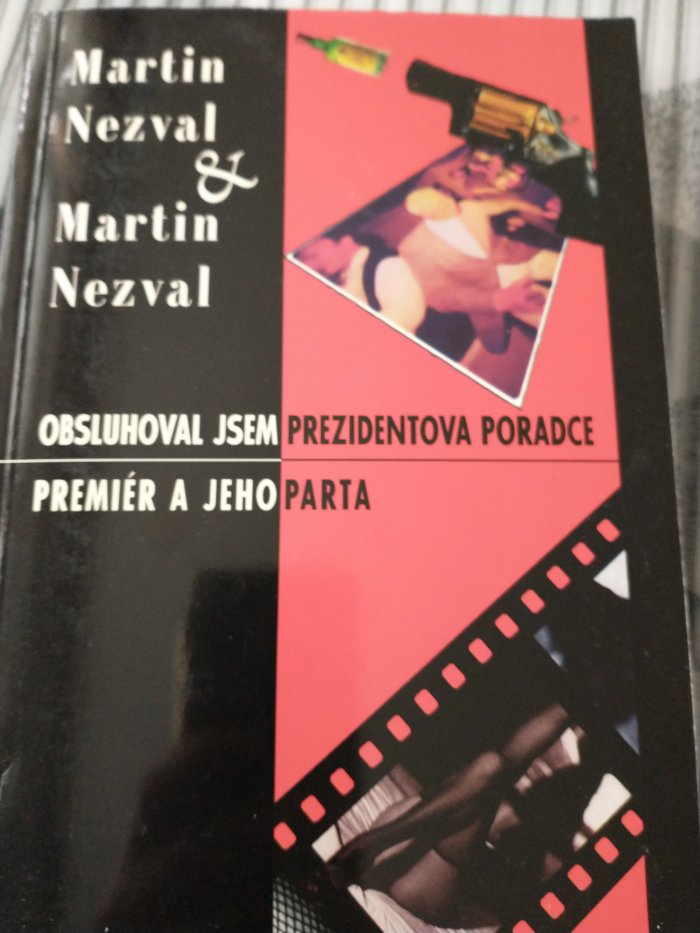 Martin
Nezval
&
Martin
Nezval
OBSLUHOVAL JSEM PREZIDENTOVA PORADCE
PREMIÉR A JEHO PARTA